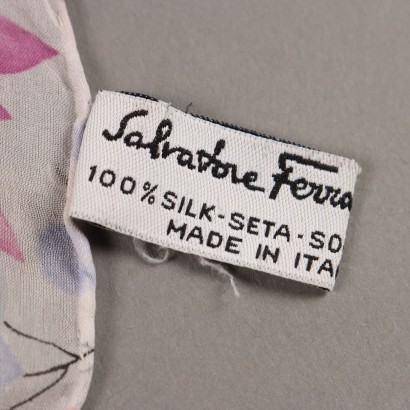 Salvatore Ferra
100% SILK-SETA-SO
MADE IN ITA